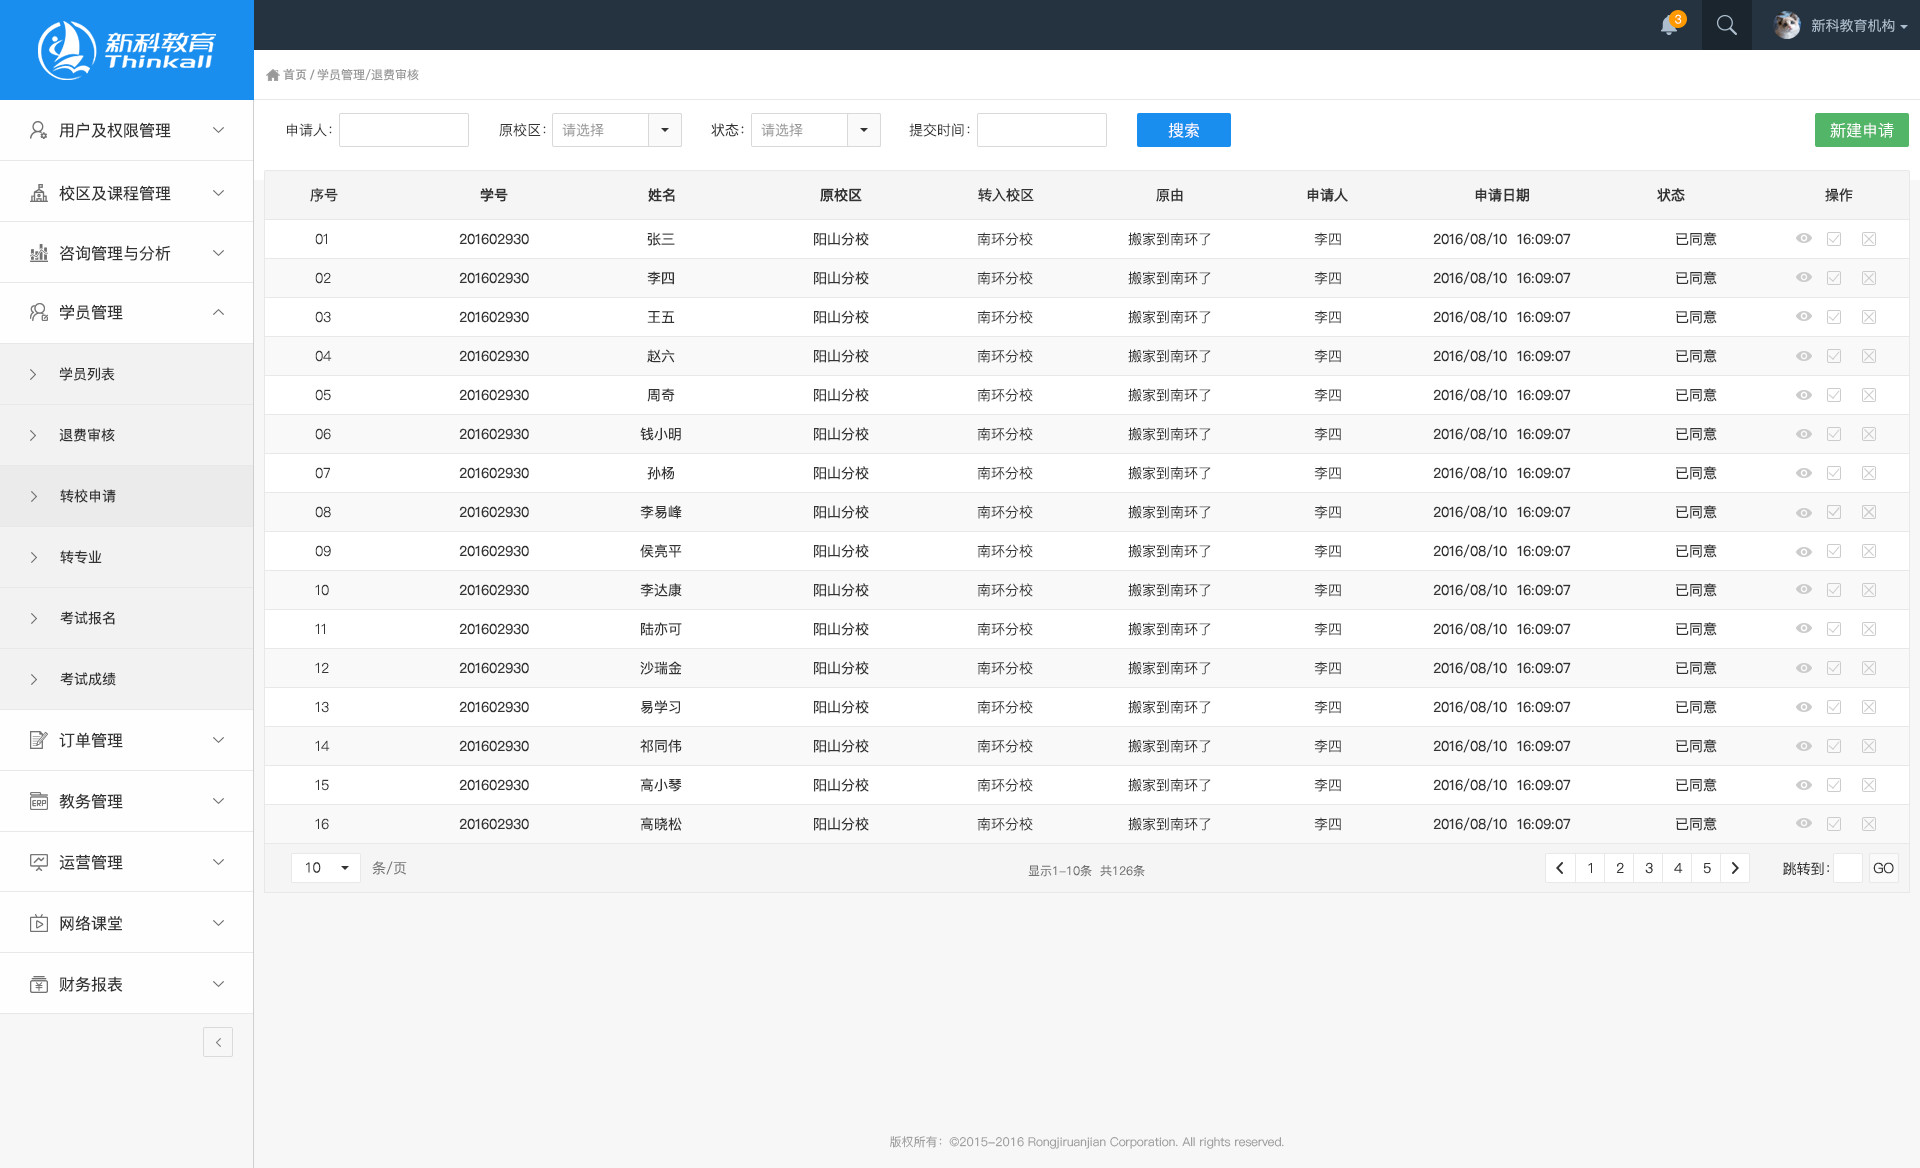 新科教育
Thinkall
3
新科教育机构
首页 / 学员管理/退费审核
用户及权限管理
校区及课程管理
咨询管理与分析
学员管理
学员列表
退费审核
转校申请
转专业
考试报名
考试成绩
订单管理
ERP 教务管理
运营管理
网络课堂
¥ 财务报表
申请人： 原校区： 请选择 状态： 请选择 提交时间： 搜索 新建申请
序号 学号 姓名 原校区 转入校区 原由 申请人 申请日期 状态 操作
01 201602930 张三 阳山分校 南环分校 搬家到南环了 李四 2016/08/10 16:09:07 已同意
02 201602930 李四 阳山分校 南环分校 搬家到南环了 李四 2016/08/10 16:09:07 已同意
03 201602930 王五 阳山分校 南环分校 搬家到南环了 李四 2016/08/10 16:09:07 已同意
04 201602930 赵六 阳山分校 南环分校 搬家到南环了 李四 2016/08/10 16:09:07 已同意
05 201602930 周奇 阳山分校 南环分校 搬家到南环了 李四 2016/08/10 16:09:07 已同意
06 201602930 钱小明 阳山分校 南环分校 搬家到南环了 李四 2016/08/10 16:09:07 已同意
07 201602930 孙杨 阳山分校 南环分校 搬家到南环了 李四 2016/08/10 16:09:07 已同意
08 201602930 李易峰 阳山分校 南环分校 搬家到南环了 李四 2016/08/10 16:09:07 已同意
09 201602930 侯亮平 阳山分校 南环分校 搬家到南环了 李四 2016/08/10 16:09:07 已同意
10 201602930 李达康 阳山分校 南环分校 搬家到南环了 李四 2016/08/10 16:09:07 已同意
11 201602930 陆亦可 阳山分校 南环分校 搬家到南环了 李四 2016/08/10 16:09:07 已同意
12 201602930 沙瑞金 阳山分校 南环分校 搬家到南环了 李四 2016/08/10 16:09:07 已同意
13 201602930 易学习 阳山分校 南环分校 搬家到南环了 李四 2016/08/10 16:09:07 已同意
14 201602930 祁同伟 阳山分校 南环分校 搬家到南环了 李四 2016/08/10 16:09:07 已同意
15 201602930 高小琴 阳山分校 南环分校 搬家到南环了 李四 2016/08/10 16:09:07 已同意
16 201602930 高晓松 阳山分校 南环分校 搬家到南环了 李四 2016/08/10 16:09:07 已同意
10 条/页 显示1-10条 共126条 1 2 3 4 5 跳转到： GO
版权所有：©2015-2016 Rongjiruanjian Corporation. All rights reserved.